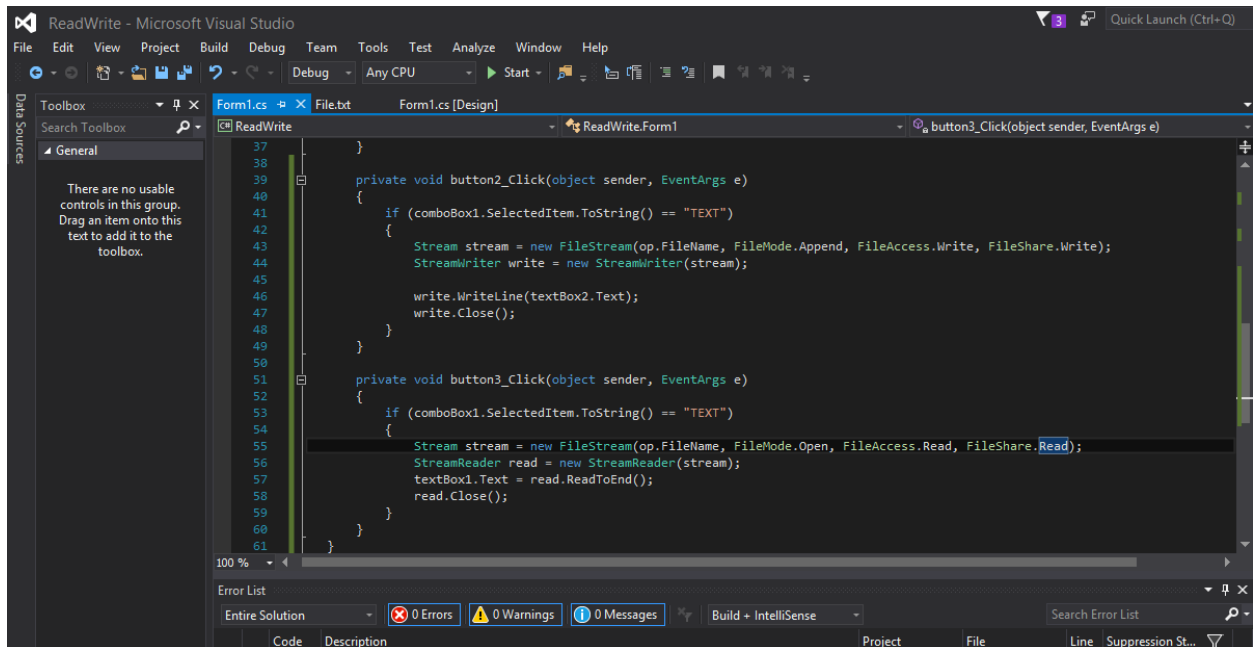 ReadWrite - Microsoft Visual Studio
3
Quick Launch (Ctrl+Q)
File Edit View Project Build Debug Team Tools Test Analyze Window Help
Debug Any CPU Start
Data Sources
Toolbox
Search Toolbox
General
There are no usable
controls in this group.
Drag an item onto this
text to add it to the
toolbox.
Form1.cs File.txt Form1.cs [Design]
C# ReadWrite ReadWrite.Form1 button3_Click(object sender, EventArgs e)
37 }
38
39 private void button2_Click(object sender, EventArgs e)
40 {
41 if (comboBox1.SelectedItem.ToString() == "TEXT")
42 {
43 Stream stream = new FileStream(op.FileName, FileMode.Append, FileAccess.Write, FileShare.Write);
44 StreamWriter write = new StreamWriter(stream);
45
46 write.WriteLine(textBox2.Text);
47 write.Close();
48 }
49 }
50
51 private void button3_Click(object sender, EventArgs e)
52 {
53 if (comboBox1.SelectedItem.ToString() == "TEXT")
54 {
55 Stream stream = new FileStream(op.FileName, FileMode.Open, FileAccess.Read, FileShare.Read);
56 StreamReader read = new StreamReader(stream);
57 textBox1.Text = read.ReadToEnd();
58 read.Close();
59 }
60 }
61 }
100 %
Error List
Entire Solution 0 Errors 0 Warnings 0 Messages Build + IntelliSense Search Error List
Code Description Project File Line Suppression St...